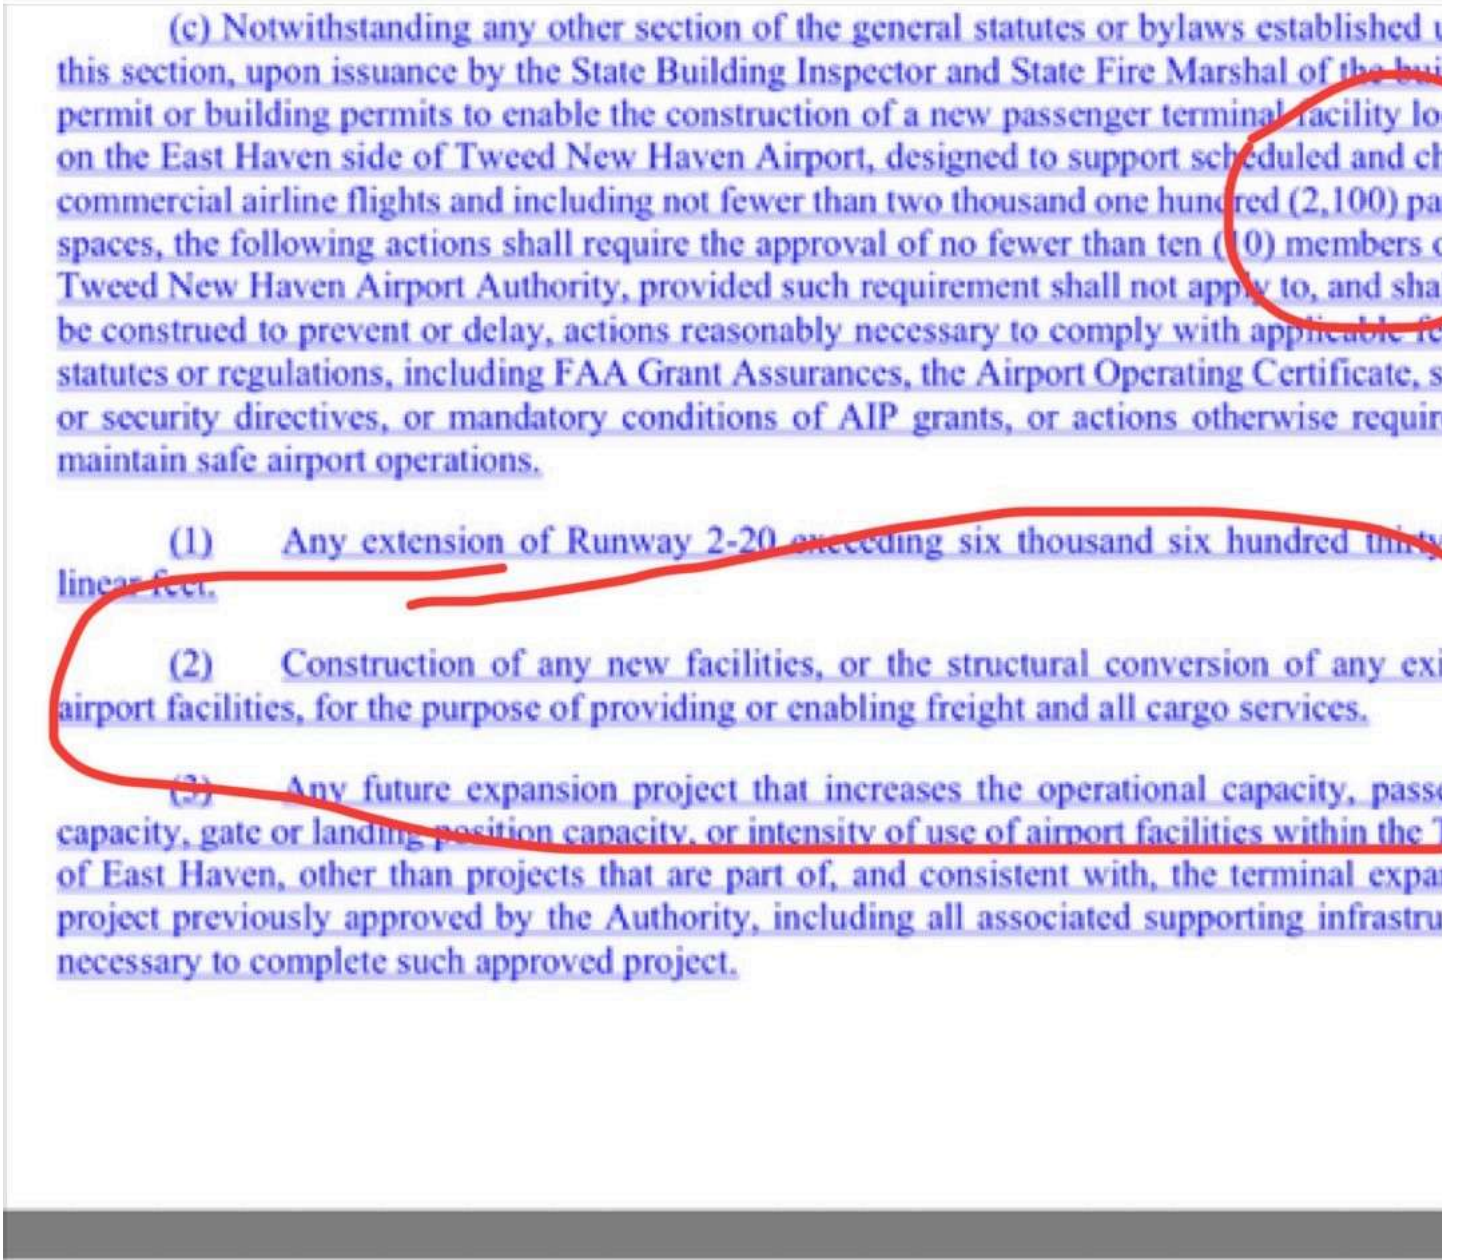 (c) Notwithstanding any other section of the general statutes or bylaws established
this section, upon issuance by the State Building Inspector and State Fire Marshal of the
permit or building permits to enable the construction of a new passenger terminal facility lo
on the East Haven side of Tweed New Haven Airport, designed to support scheduled and ch
commercial airline flights and including not fewer than two thousand one hundred (2,100) pa
spaces, the following actions shall require the approval of no fewer than ten (10) members
Tweed New Haven Airport Authority, provided such requirement shall not apply to, and sha
be construed to prevent or delay, actions reasonably necessary to comply with applicable fe
statutes or regulations, including FAA Grant Assurances, the Airport Operating Certificate, s
or security directives, or mandatory conditions of AIP grants, or actions otherwise requir
maintain safe airport operations.
(1) Any extension of Runway 2-20 exceeding six thousand six hundred thirty
linear feet.
(2) Construction of any new facilities, or the structural conversion of any exi
airport facilities, for the purpose of providing or enabling freight and all cargo services.
(3) Any future expansion project that increases the operational capacity, passe
capacity, gate or landing position capacity, or intensity of use of airport facilities within the T
of East Haven, other than projects that are part of, and consistent with, the terminal expa
project previously approved by the Authority, including all associated supporting infrastru
necessary to complete such approved project.